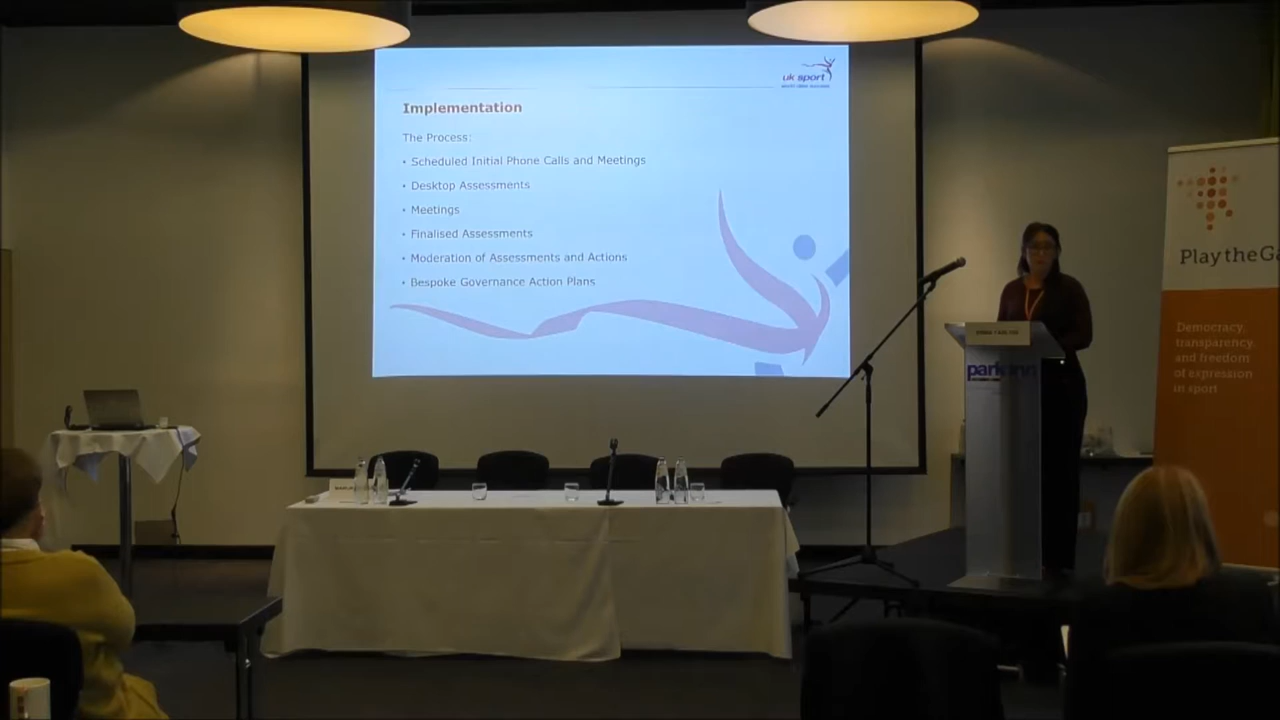 uk sport
Implementation
The Process:
• Scheduled Initial Phone Calls and Meetings
• Desktop Assessments
• Meetings
• Finalised Assessments
• Moderation of Assessments and Actions
• Bespoke Governance Action Plans
park inn
Play the G
Democracy,
transparency,
and freedom
of expression
in sport